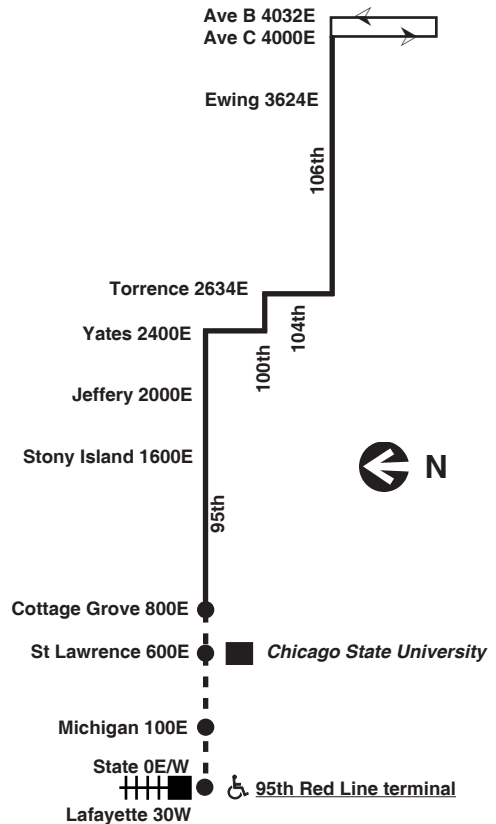 Ave B 4032E
Ave C 4000E
Ewing 3624E
106th
Torrence 2634E
104th
Yates 2400E
100th
Jeffery 2000E
Stony Island 1600E
N
95th
Cottage Grove 800E
St Lawrence 600E
Chicago State University
Michigan 100E
State 0E/W
95th Red Line terminal
Lafayette 30W